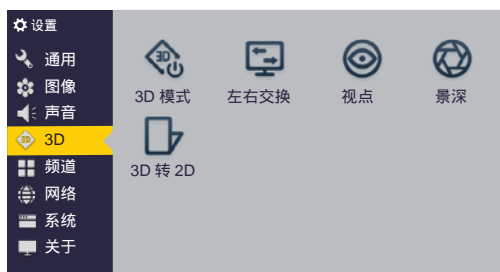 设置
通用
图像
声音
3D
频道
网络
系统
关于
3D 模式
左右交换
视点
景深
3D 转 2D